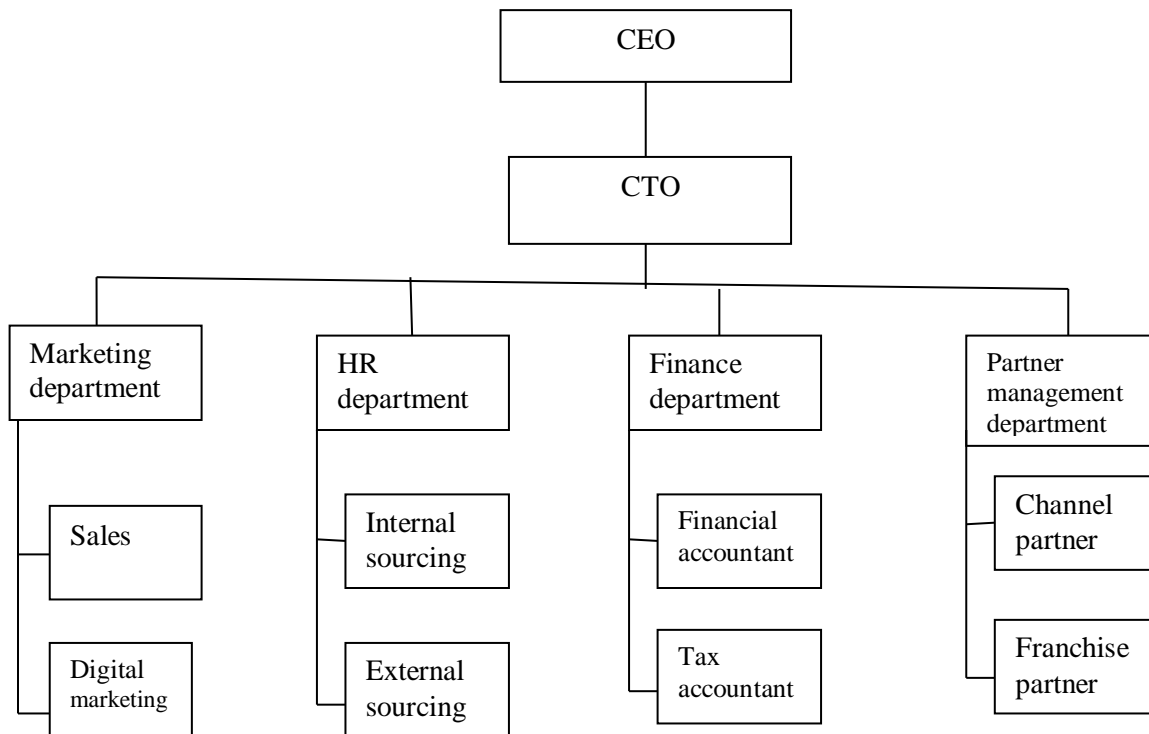 CEO
CTO
Marketing
department
HR
department
Finance
department
Partner
management
department
Sales
Internal
sourcing
Financial
accountant
Channel
partner
Digital
marketing
External
sourcing
Tax
accountant
Franchise
partner